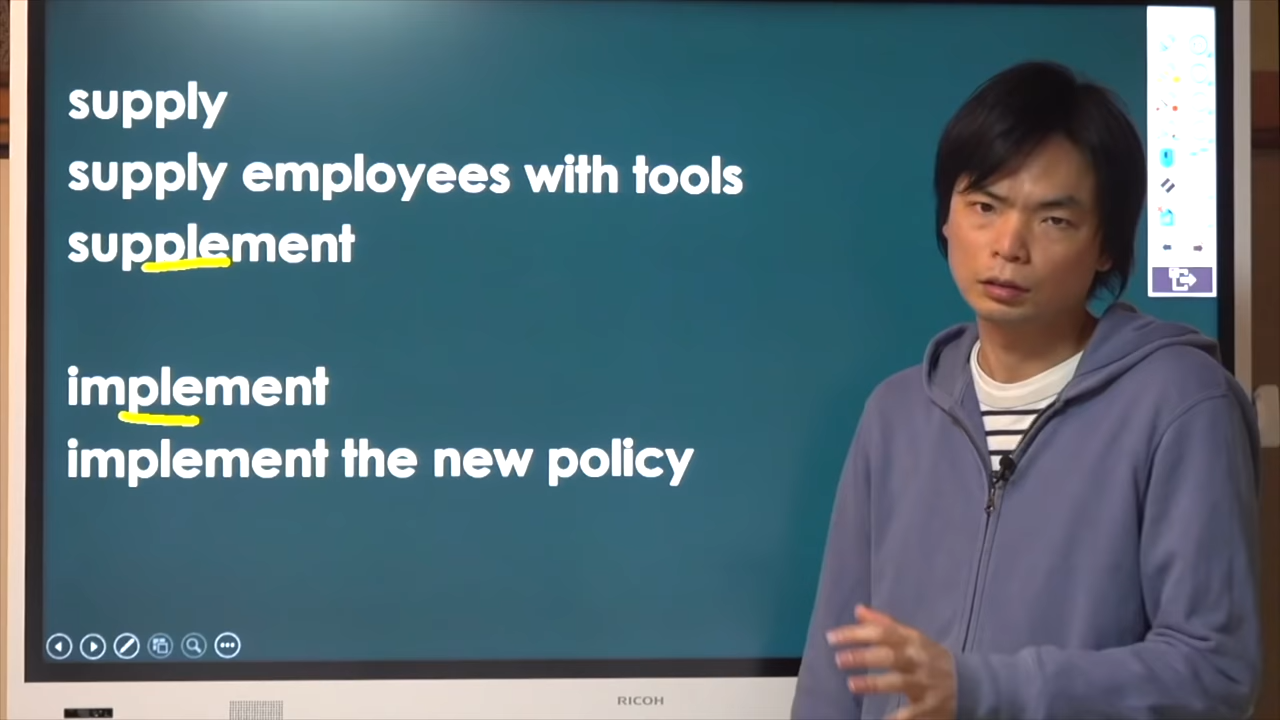 supply
supply employees with tools
supplement
implement
implement the new policy
RICOH